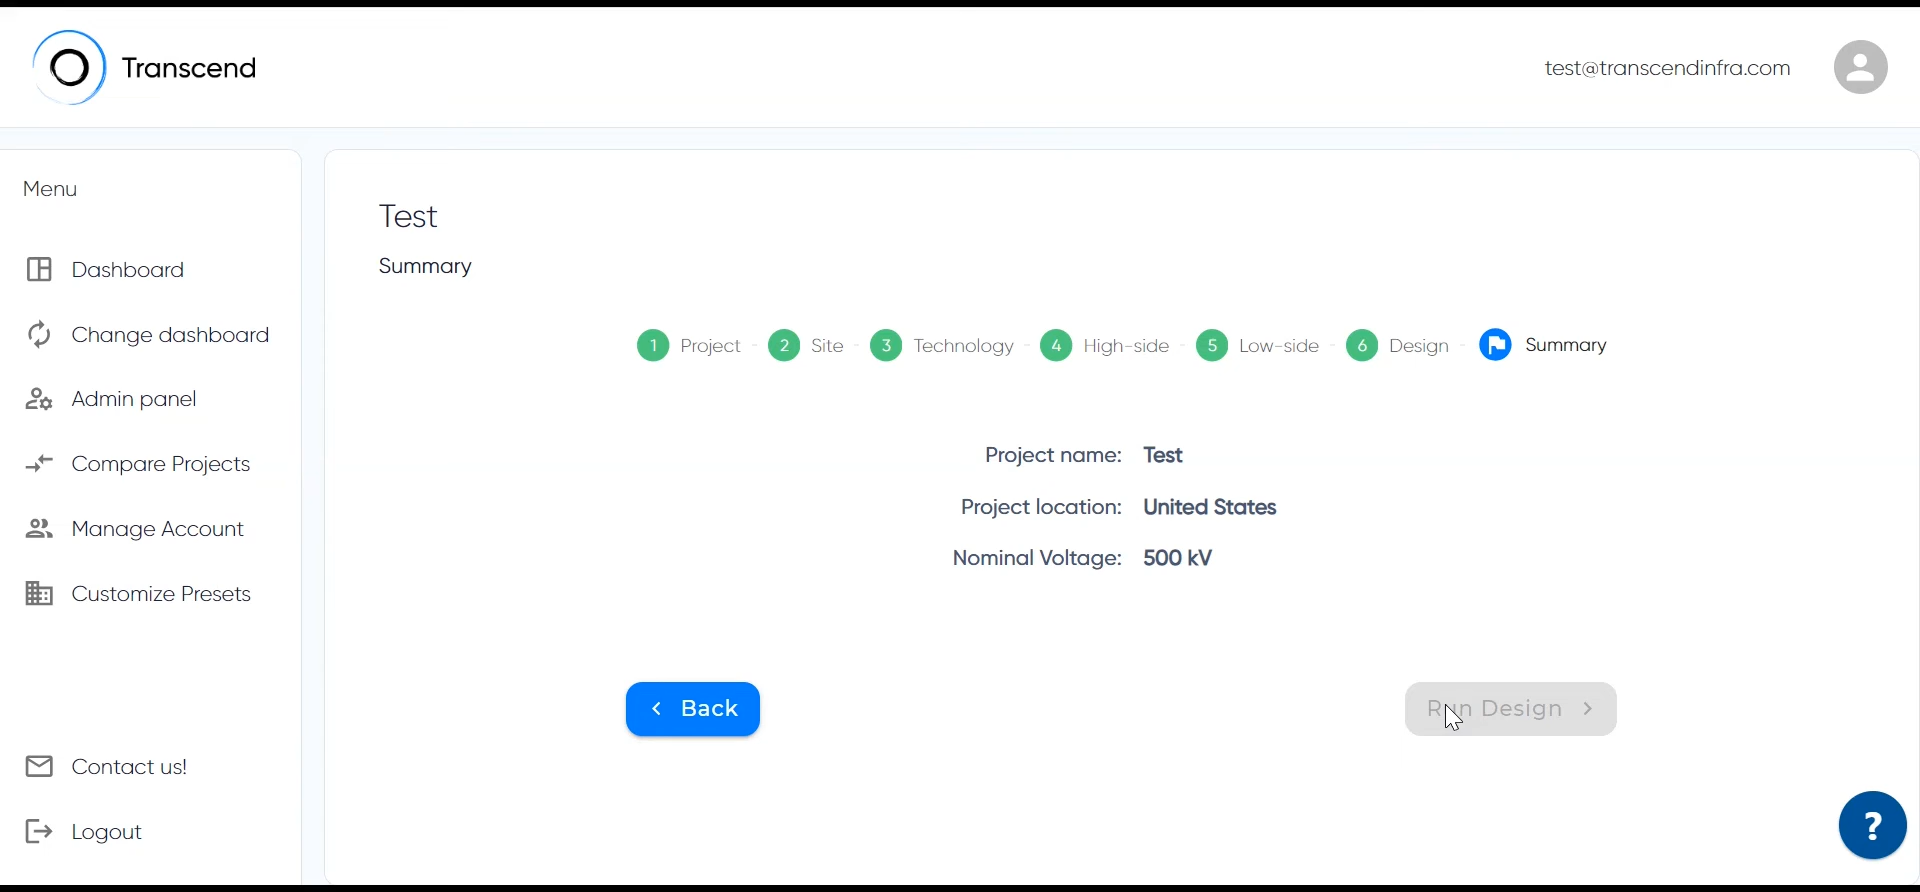 Transcend
test@transcendinfra.com
Menu
Dashboard
Change dashboard
Admin panel
Compare Projects
Manage Account
Customize Presets
Contact us!
Logout
Test
Summary
1 Project - 2 Site - 3 Technology - 4 High-side - 5 Low-side - 6 Design - Summary
Project name: Test
Project location: United States
Nominal Voltage: 500 kV
Back
Run Design
?